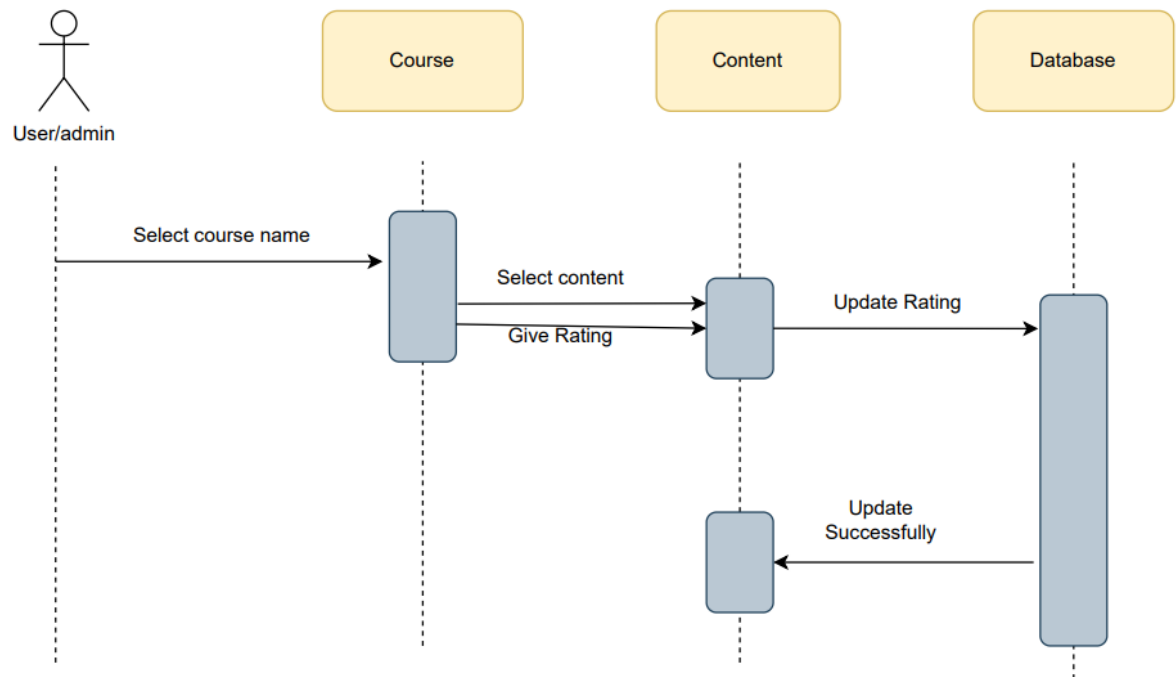 Course
Content
Database
User/admin
Select course name
Select content
Give Rating
Update Rating
Update
Successfully